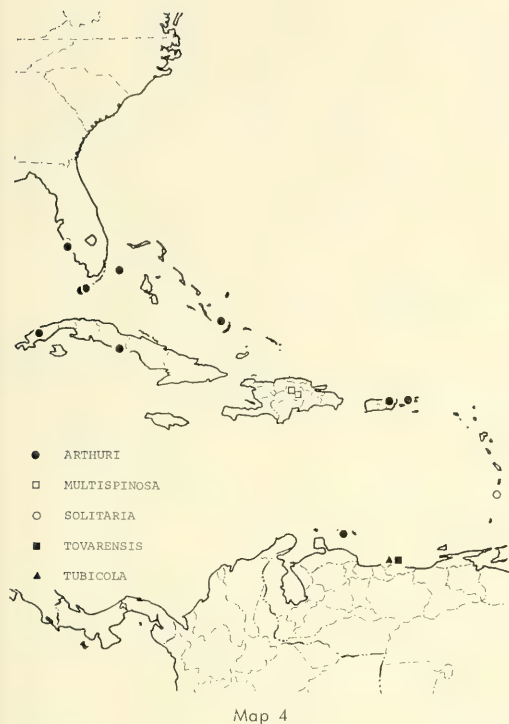 ARTHURI
MULTISPINOSA
SOLITARIA
TOVARENSIS
TUBICOLA
Map 4